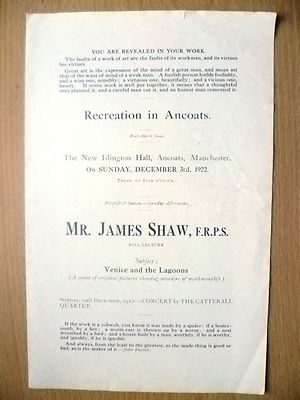 YOU ARE REVEALED IN YOUR WORK.
The faults of a work of art are the faults of its workman, and its virtues
his virtues.
Great art is the expression of the mind of a great man, and mean art
that of the want of mind of a weak man. A foolish person builds foolishly,
and a wise one, sensibly; a virtuous one, beautifully; and a vicious one,
basely. If stone work is well put together, it means that a thoughtful
man planned it, and a careful man cut it, and an honest man cemented it.
Recreation in Ancoats.
Year
The New Islington Hall, Ancoats, Manchester,
On SUNDAY, DECEMBER 3rd, 1922
Season.—Sunday Afternoons.
MR. JAMES SHAW, F.R.P.S.
WILL LECTURE
Subject:
Venice and the Lagoons
(A series of original pictures showing wonders of workmanship.)
SUNDAY, DECEMBER, 1922—CONCERT BY THE CATTERALL
QUARTET.
If the work is a cobweb, you know it was made by a spider; if a honey-
comb, by a bee; a worm-cast is thrown up by a worm and a nest
wreathed by a bird; and a house built by a man, worthily, if he is worthy,
and ignobly, if he is ignoble.
And always, from the least to the greatest, as the made thing is good or
bad, so is the maker of it.—John Ruskin